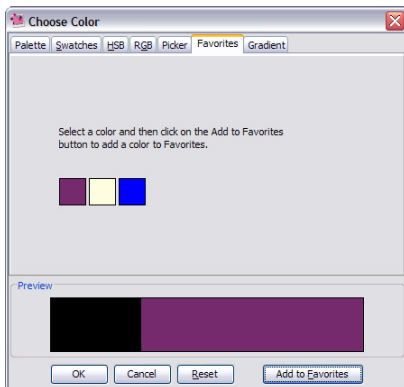 Choose Color
Palette Swatches HSB RGB Picker Favorites Gradient
Select a color and then click on the Add to Favorites
button to add a color to Favorites.
Preview
OK Cancel Reset Add to Favorites